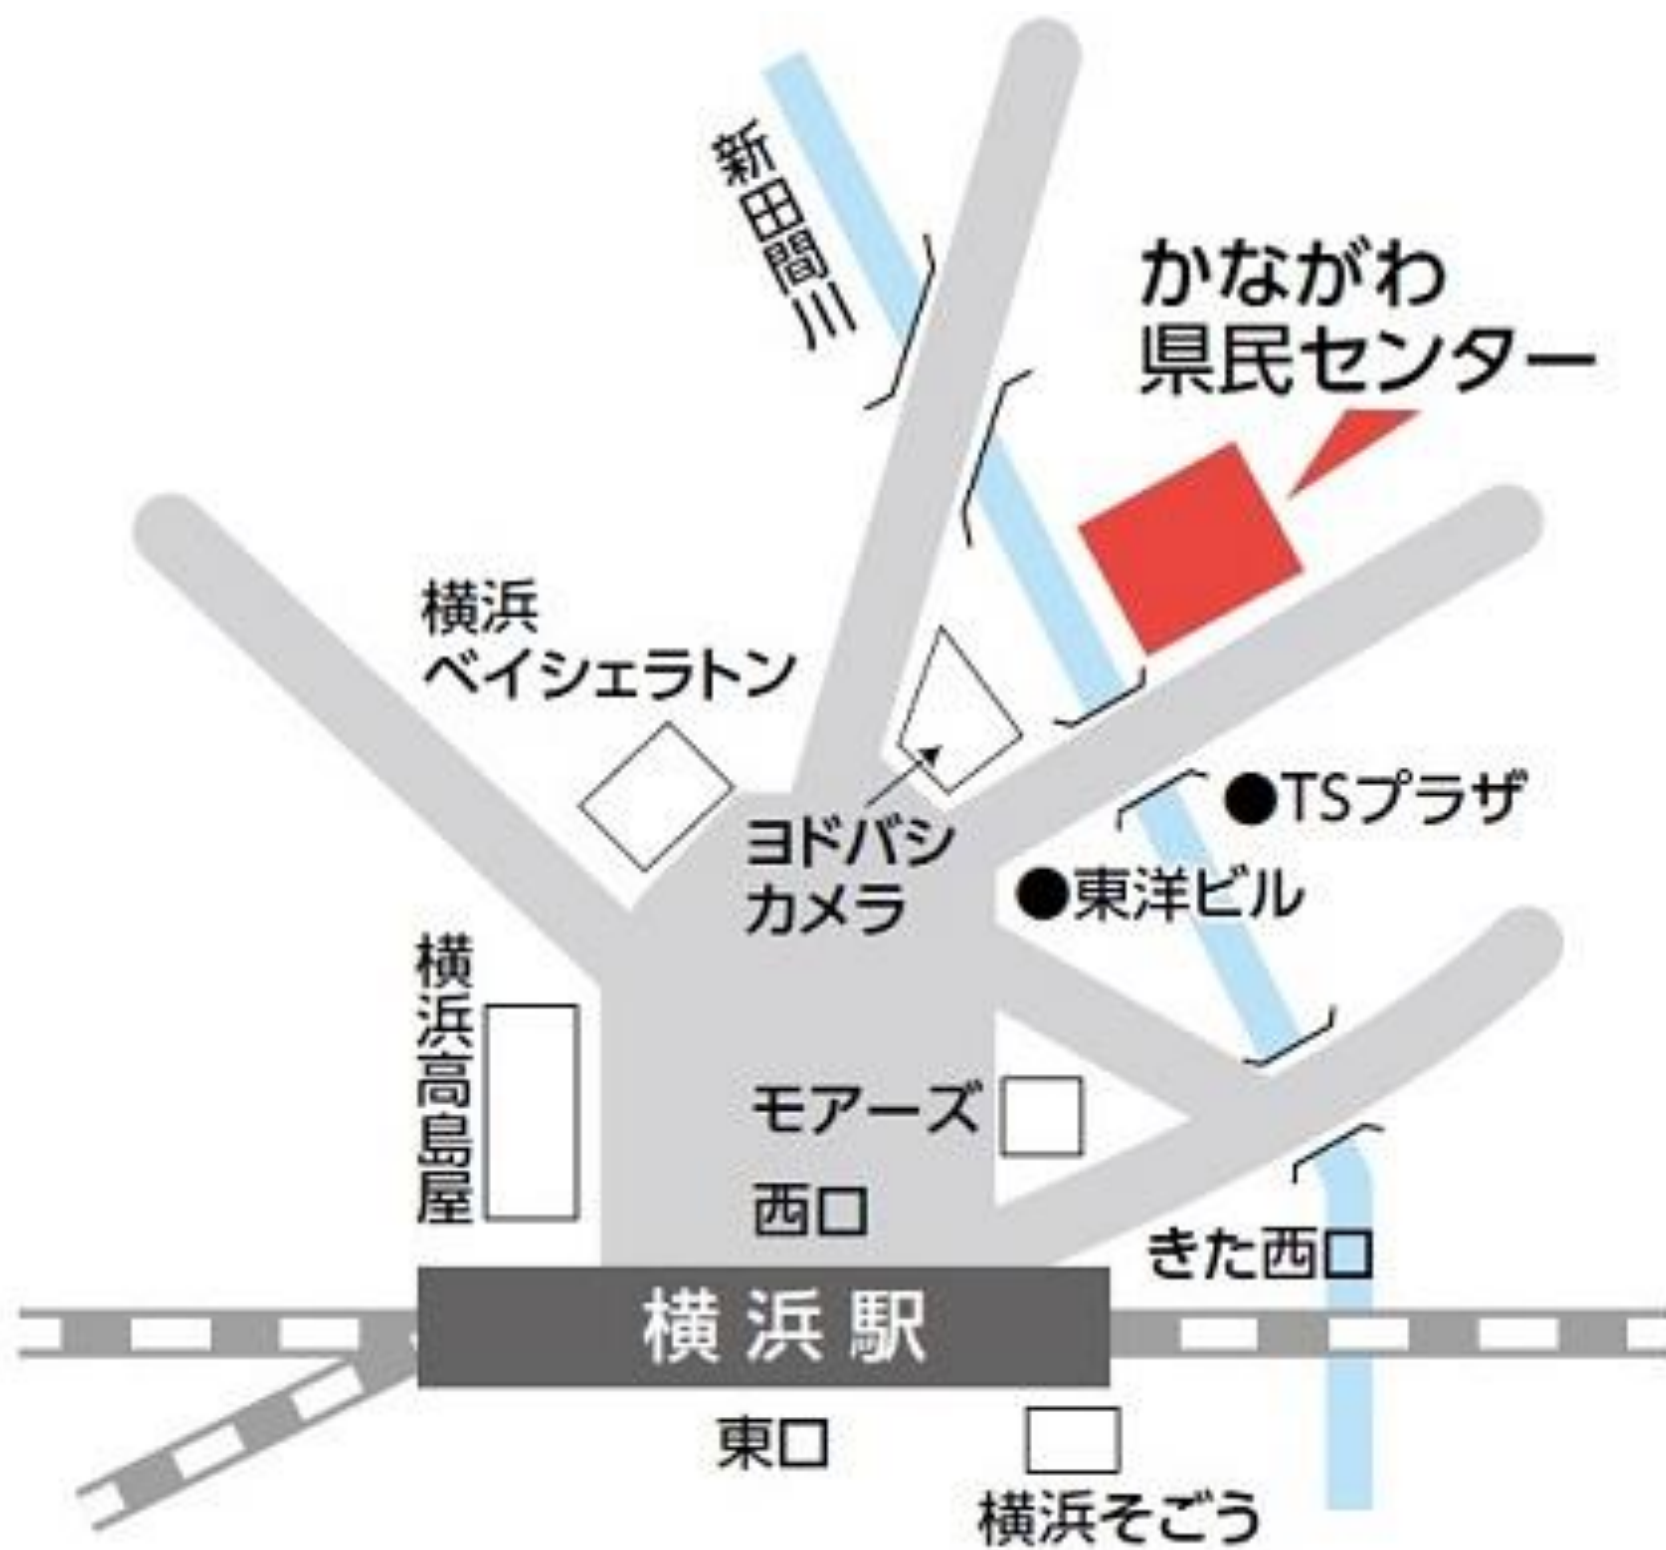 新田間川
かながわ
県民センター
横浜
ベイシェラトン
TSプラザ
ヨドバシ
カメラ
東洋ビル
横浜高島屋
モアーズ
西口
きた西口
横浜駅
東口
横浜そごう